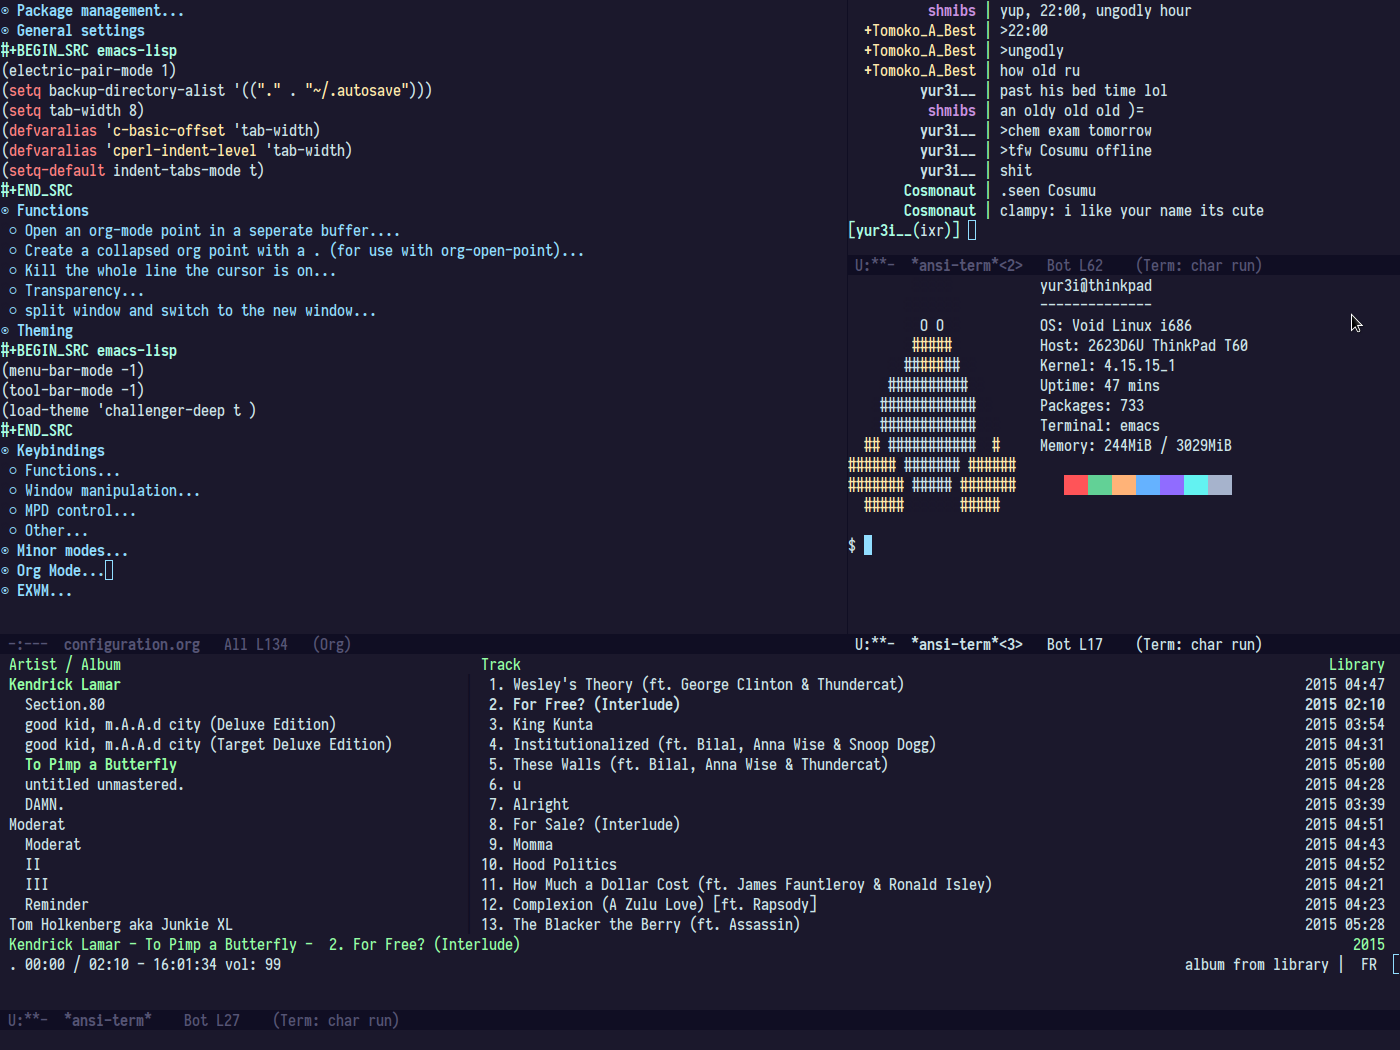 ⊙ Package management...
⊙ General settings
#+BEGIN_SRC emacs-lisp
(electric-pair-mode 1)
(setq backup-directory-alist '(("." . "~/.autosave")))
(setq tab-width 8)
(defvaralias 'c-basic-offset 'tab-width)
(defvaralias 'cperl-indent-level 'tab-width)
(setq-default indent-tabs-mode t)
#+END_SRC
⊙ Functions
○ Open an org-mode point in a seperate buffer....
○ Create a collapsed org point with a . (for use with org-open-point)...
○ Kill the whole line the cursor is on...
○ Transparency...
○ split window and switch to the new window...
⊙ Theming
#+BEGIN_SRC emacs-lisp
(menu-bar-mode -1)
(tool-bar-mode -1)
(load-theme 'challenger-deep t )
#+END_SRC
⊙ Keybindings
○ Functions...
○ Window manipulation...
○ MPD control...
○ Other...
⊙ Minor modes...
⊙ Org Mode...
⊙ EXWM...
-:--- configuration.org All L134 (Org)
shmibs | yup, 22:00, ungodly hour
+Tomoko_A_Best | >22:00
+Tomoko_A_Best | >ungodly
+Tomoko_A_Best | how old ru
yur3i__ | past his bed time lol
shmibs | an oldy old old )=
yur3i__ | >chem exam tomorrow
yur3i__ | >tfw Cosumu offline
yur3i__ | shit
Cosmonaut | .seen Cosumu
Cosmonaut | clampy: i like your name its cute
[yur3i__(ixr)]
U:**- *ansi-term*<2> Bot L62 (Term: char run)
yur3i@thinkpad
--------------
O O OS: Void Linux i686
##### Host: 2623D6U ThinkPad T60
####### Kernel: 4.15.15_1
########## Uptime: 47 mins
############ Packages: 733
############ Terminal: emacs
## ########### # Memory: 244MiB / 3029MiB
###### ####### ######
####### ##### #######
##### #####
$
U:**- *ansi-term*<3> Bot L17 (Term: char run)
Artist / Album Track Library
Kendrick Lamar 1. Wesley's Theory (ft. George Clinton & Thundercat) 2015 04:47
Section.80 2. For Free? (Interlude) 2015 02:10
good kid, m.A.A.d city (Deluxe Edition) 3. King Kunta 2015 03:54
good kid, m.A.A.d city (Target Deluxe Edition) 4. Institutionalized (ft. Bilal, Anna Wise & Snoop Dogg) 2015 04:31
To Pimp a Butterfly 5. These Walls (ft. Bilal, Anna Wise & Thundercat) 2015 05:00
untitled unmastered. 6. u 2015 04:28
DAMN. 7. Alright 2015 03:39
Moderat 8. For Sale? (Interlude) 2015 04:51
Moderat 9. Momma 2015 04:43
II 10. Hood Politics 2015 04:52
III 11. How Much a Dollar Cost (ft. James Fauntleroy & Ronald Isley) 2015 04:21
Reminder 12. Complexion (A Zulu Love) [ft. Rapsody] 2015 04:23
Tom Holkenberg aka Junkie XL 13. The Blacker the Berry (ft. Assassin) 2015 05:28
Kendrick Lamar - To Pimp a Butterfly - 2. For Free? (Interlude) 2015
. 00:00 / 02:10 - 16:01:34 vol: 99 album from library | FR
U:**- *ansi-term* Bot L27 (Term: char run)